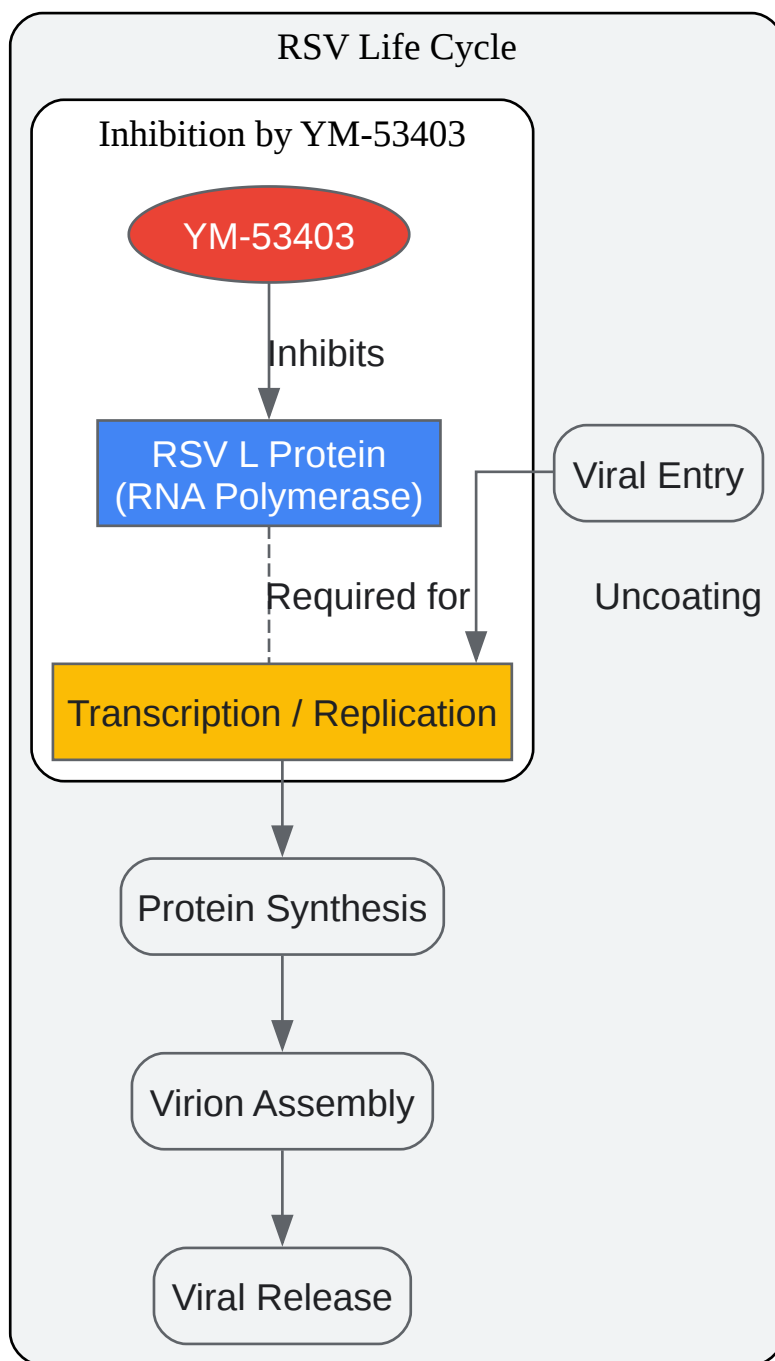 RSV Life Cycle
Inhibition by YM-53403
YM-53403
Inhibits
RSV L Protein
(RNA Polymerase)
Viral Entry
Required for
Uncoating
Transcription / Replication
Protein Synthesis
Virion Assembly
Viral Release